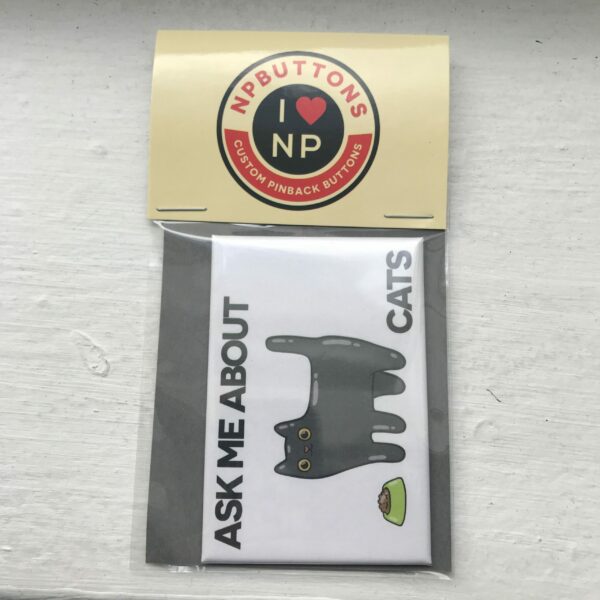 NPBUTTONS
I ❤ NP
CUSTOM PINBACK BUTTONS
ASK ME ABOUT
CATS